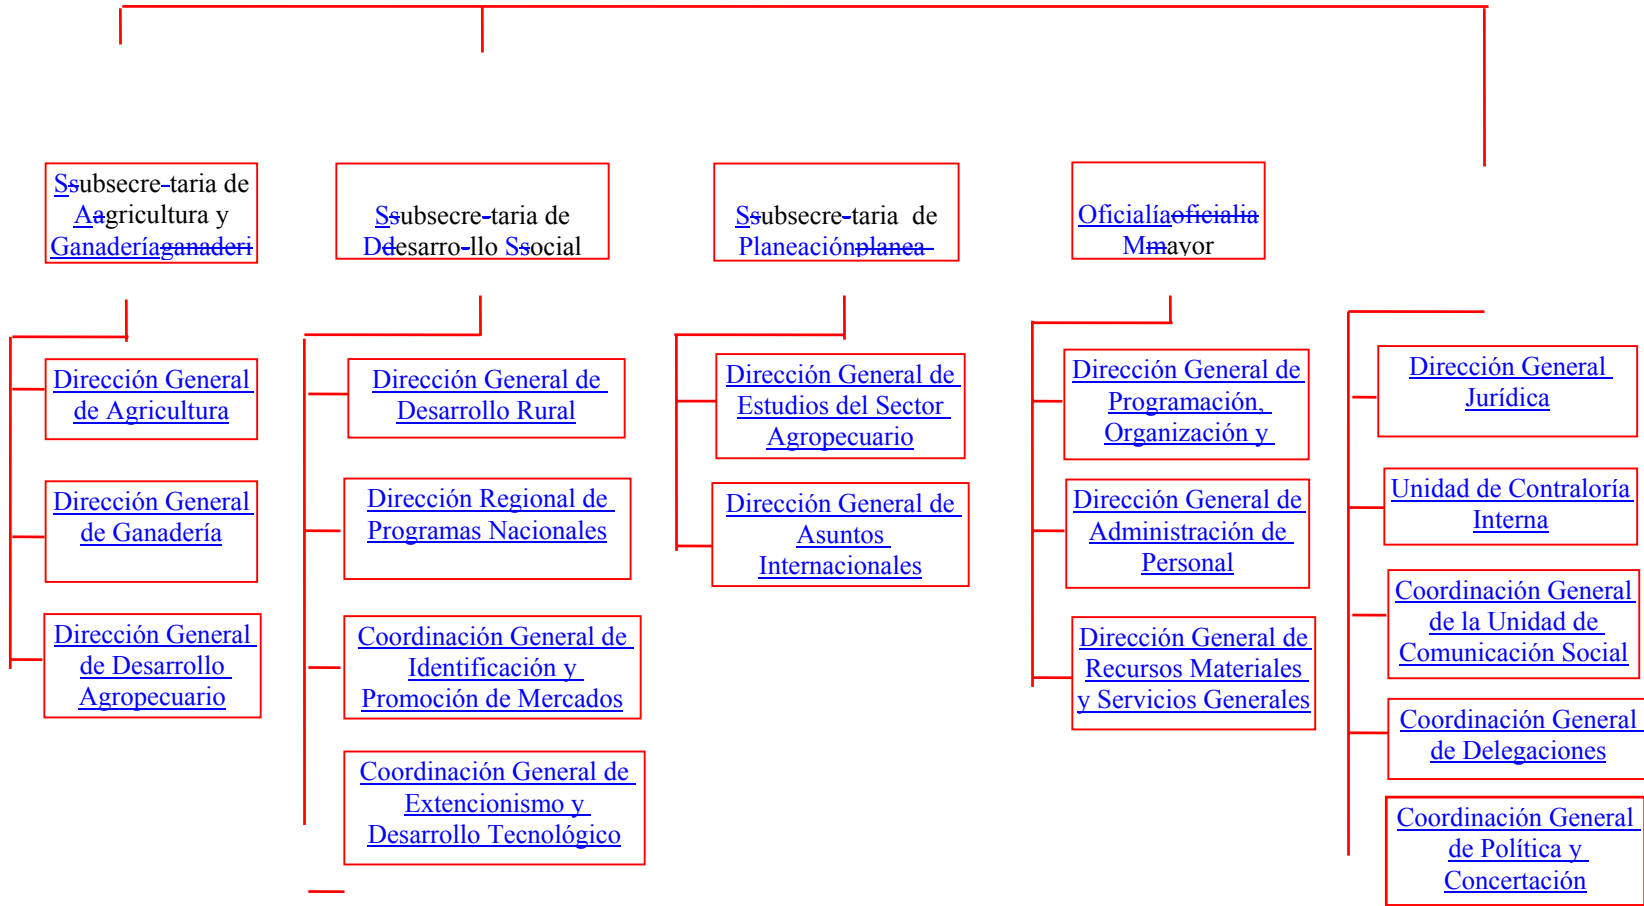 Ssubsecre-taria de
Aagricultura y
Ganaderíaganaderi
Ssubsecre-taria de
Ddesarro-llo Ssocial
Ssubsecre-taria de
Planeaciónplanea-
Oficialíaoficialia
Mmayor
Dirección General
de Agricultura
Dirección General
de Ganadería
Dirección General
de Desarrollo
Agropecuario
Dirección General de
Desarrollo Rural
Dirección Regional de
Programas Nacionales
Coordinación General de
Identificación y
Promoción de Mercados
Coordinación General de
Extencionismo y
Desarrollo Tecnológico
Dirección General de
Estudios del Sector
Agropecuario
Dirección General de
Asuntos
Internacionales
Dirección General de
Programación,
Organización y
Dirección General de
Administración de
Personal
Dirección General de
Recursos Materiales
y Servicios Generales
Dirección General
Jurídica
Unidad de Contraloría
Interna
Coordinación General
de la Unidad de
Comunicación Social
Coordinación General
de Delegaciones
Coordinación General
de Política y
Concertación